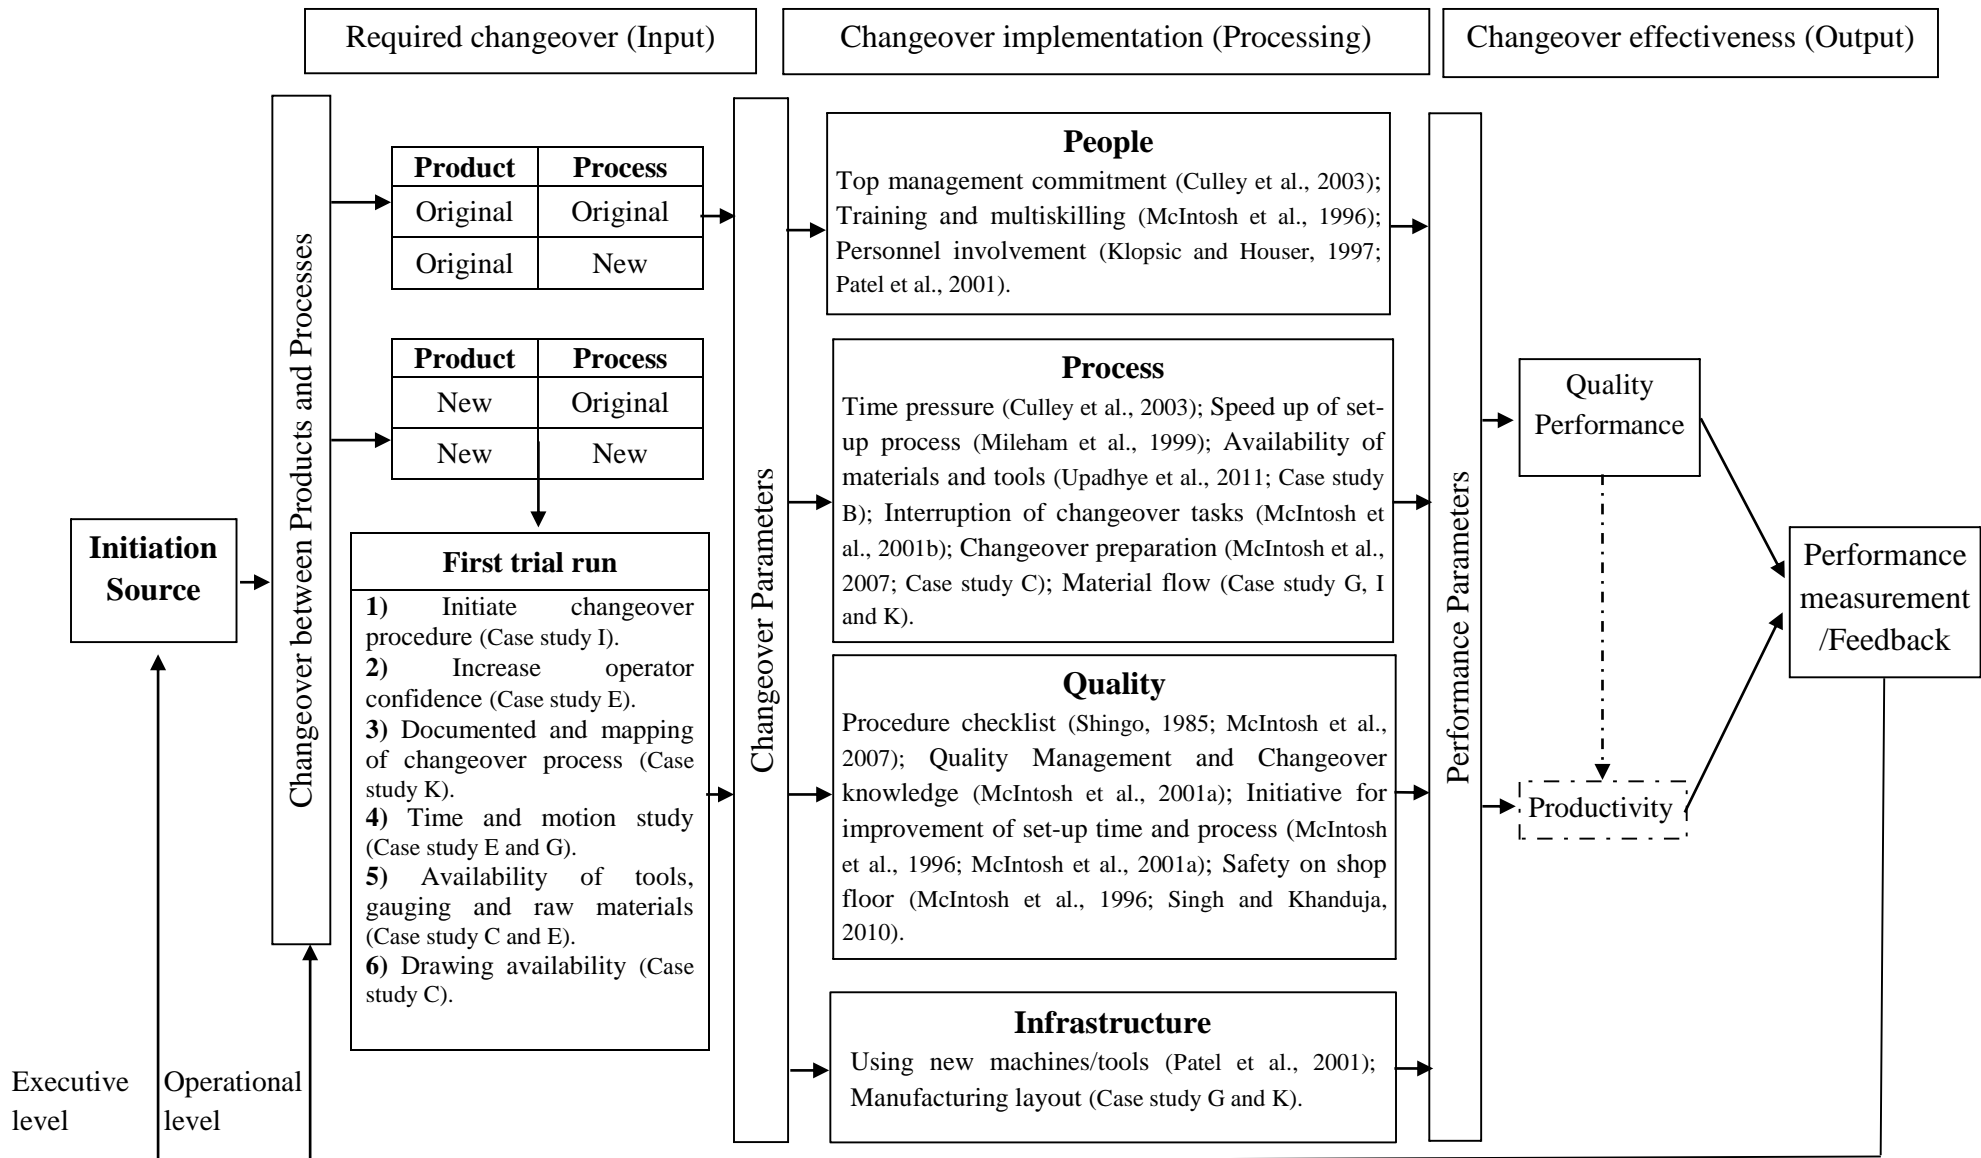 Required changeover (Input)
Changeover implementation (Processing)
Changeover effectiveness (Output)
Initiation
Source
Changeover between Products and Processes
Product Process
Original Original
Original New
Product Process
New Original
New New
First trial run
1) Initiate changeover
procedure (Case study I).
2) Increase operator
confidence (Case study E).
3) Documented and mapping
of changeover process (Case
study K).
4) Time and motion study
(Case study E and G).
5) Availability of tools,
gauging and raw materials
(Case study C and E).
6) Drawing availability (Case
study C).
Changeover Parameters
People
Top management commitment (Culley et al., 2003);
Training and multiskilling (McIntosh et al., 1996);
Personnel involvement (Klopsic and Houser, 1997;
Patel et al., 2001).
Process
Time pressure (Culley et al., 2003); Speed up of set-
up process (Mileham et al., 1999); Availability of
materials and tools (Upadhye et al., 2011; Case study
B); Interruption of changeover tasks (McIntosh et
al., 2001b); Changeover preparation (McIntosh et al.,
2007; Case study C); Material flow (Case study G, I
and K).
Quality
Procedure checklist (Shingo, 1985; McIntosh et al.,
2007); Quality Management and Changeover
knowledge (McIntosh et al., 2001a); Initiative for
improvement of set-up time and process (McIntosh
et al., 1996; McIntosh et al., 2001a); Safety on shop
floor (McIntosh et al., 1996; Singh and Khanduja,
2010).
Infrastructure
Using new machines/tools (Patel et al., 2001);
Manufacturing layout (Case study G and K).
Performance Parameters
Quality
Performance
Productivity
Performance
measurement
/Feedback
Executive
level
Operational
level